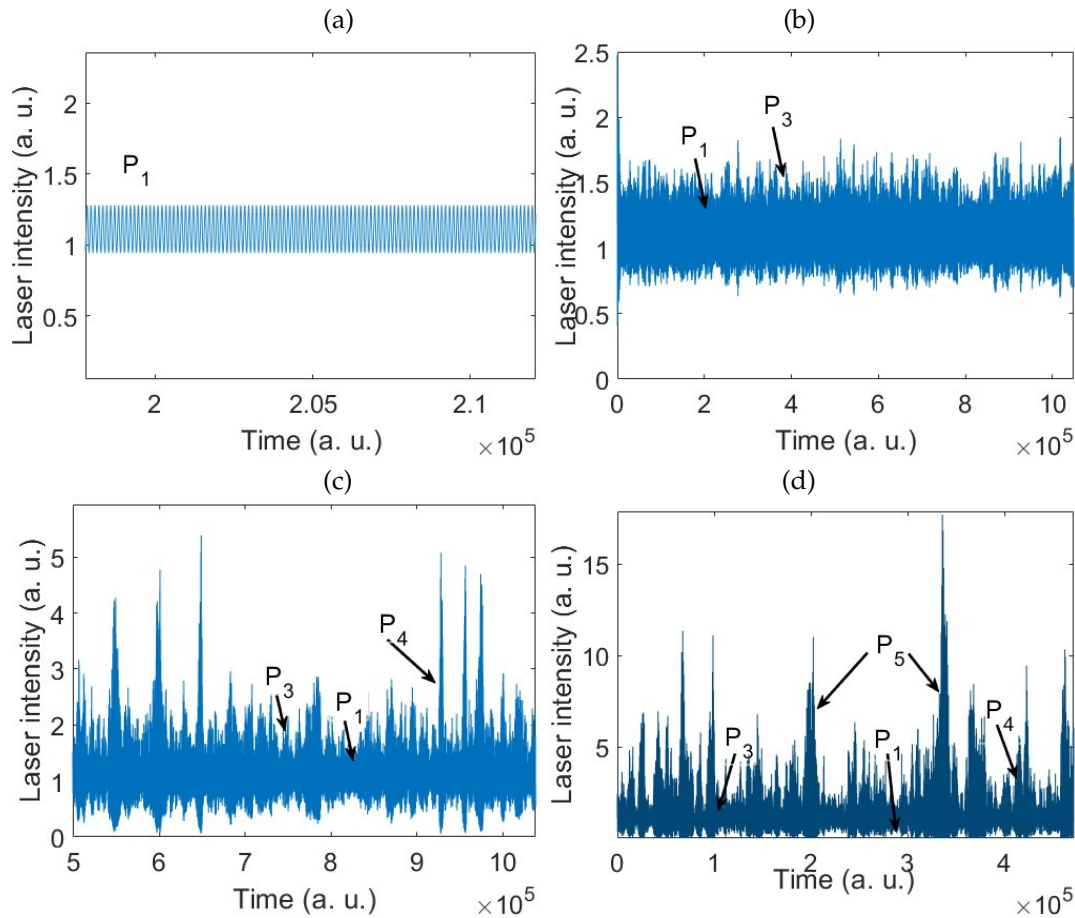 (a)
Laser intensity (a. u.)
2
1.5
1
0.5
P1
2
2.05
2.1
Time (a. u.)
×10^5
(b)
Laser intensity (a. u.)
2.5
2
1.5
1
0.5
0
P1
P3
0
2
4
6
8
10
Time (a. u.)
×10^5
(c)
Laser intensity (a. u.)
5
4
3
2
1
0
P4
P3
P1
5
6
7
8
9
10
Time (a. u.)
×10^5
(d)
Laser intensity (a. u.)
15
10
5
P5
P4
P3
P1
0
1
2
3
4
Time (a. u.)
×10^5